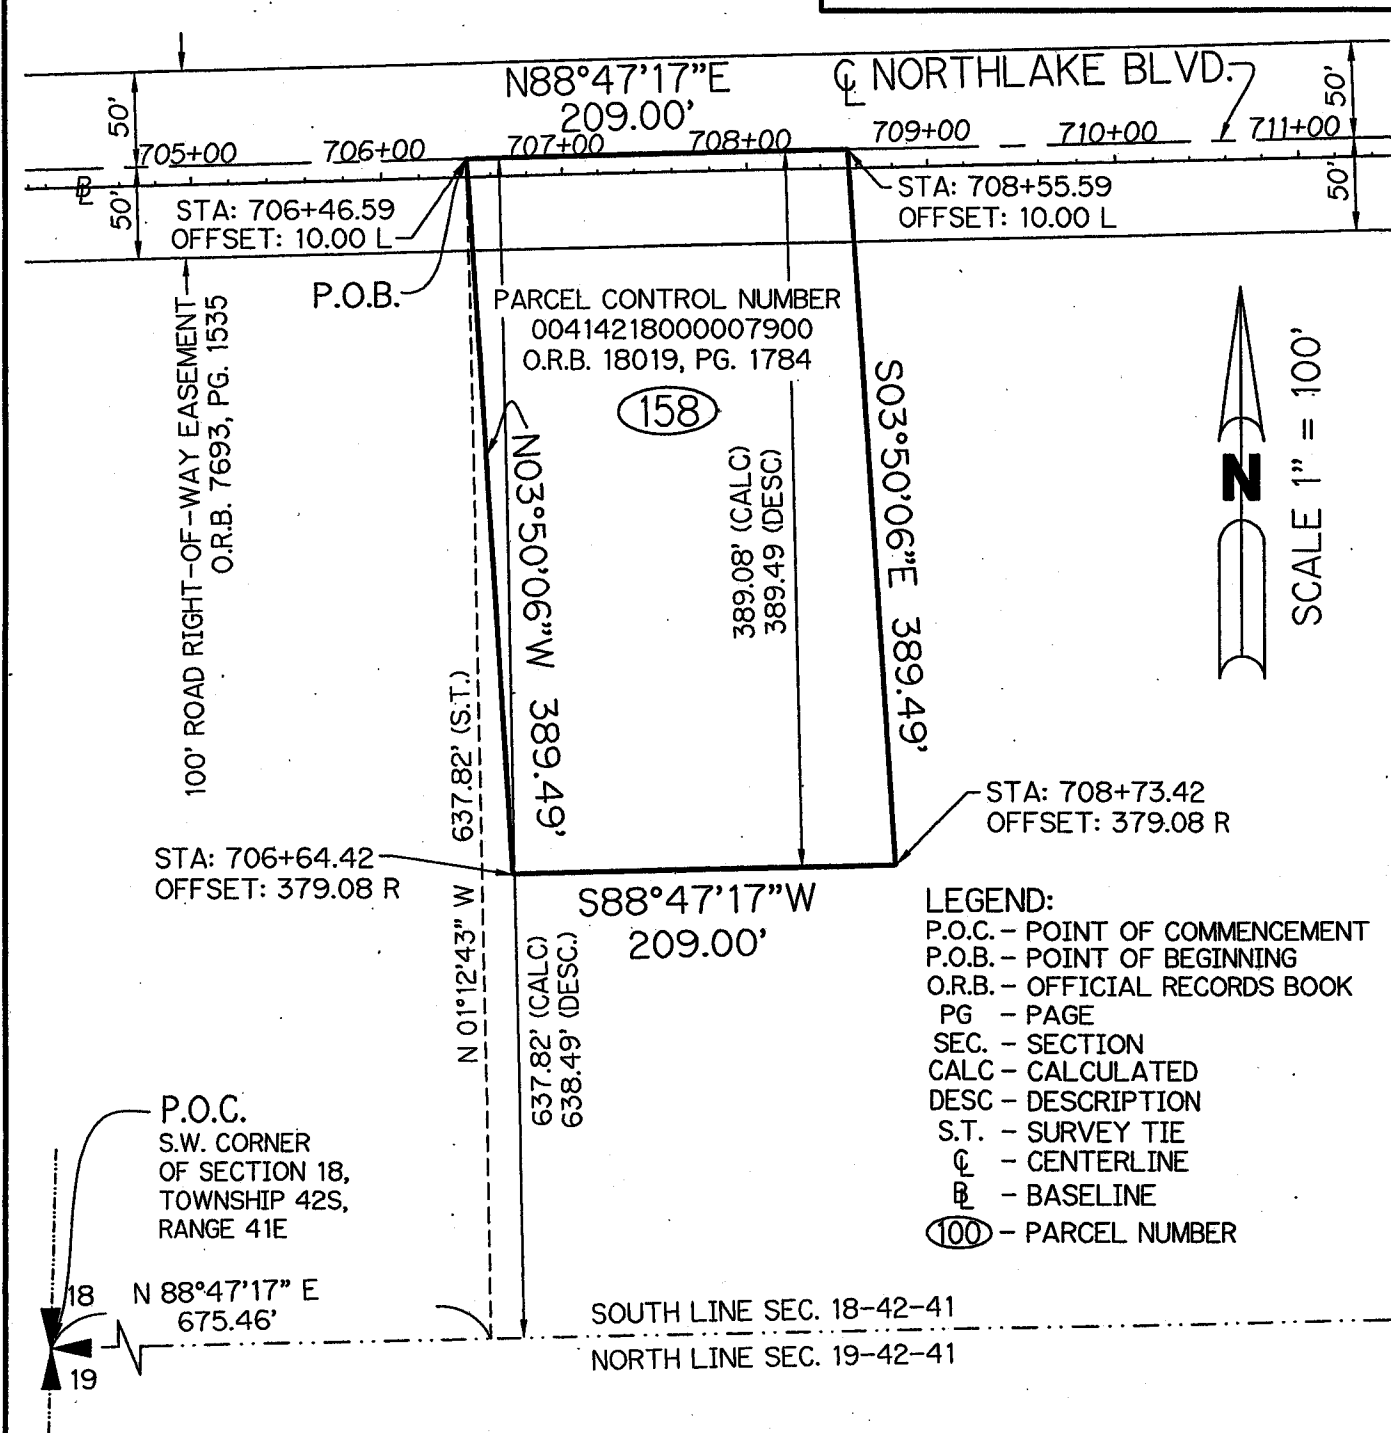 N88°47'17"E
209.00'
℄ NORTHLAKE BLVD.
50'
50'
705+00
706+00
707+00
708+00
709+00
710+00
711+00
50'
50'
BL
STA: 706+46.59
OFFSET: 10.00 L
STA: 708+55.59
OFFSET: 10.00 L
P.O.B.
PARCEL CONTROL NUMBER
00414218000007900
O.R.B. 18019, PG. 1784
158
100' ROAD RIGHT-OF-WAY EASEMENT
O.R.B. 7693, PG. 1535
N03°50'06"W 389.49'
389.08' (CALC)
389.49 (DESC)
S03°50'06"E 389.49'
N
SCALE 1" = 100'
637.82' (S.T.)
N 01°12'43" W
STA: 706+64.42
OFFSET: 379.08 R
STA: 708+73.42
OFFSET: 379.08 R
S88°47'17"W
209.00'
637.82' (CALC)
638.49' (DESC.)
LEGEND:
P.O.C. - POINT OF COMMENCEMENT
P.O.B. - POINT OF BEGINNING
O.R.B. - OFFICIAL RECORDS BOOK
PG - PAGE
SEC. - SECTION
CALC - CALCULATED
DESC - DESCRIPTION
S.T. - SURVEY TIE
℄ - CENTERLINE
BL - BASELINE
100 - PARCEL NUMBER
P.O.C.
S.W. CORNER
OF SECTION 18,
TOWNSHIP 42S,
RANGE 41E
18
N 88°47'17" E
675.46'
19
SOUTH LINE SEC. 18-42-41
NORTH LINE SEC. 19-42-41